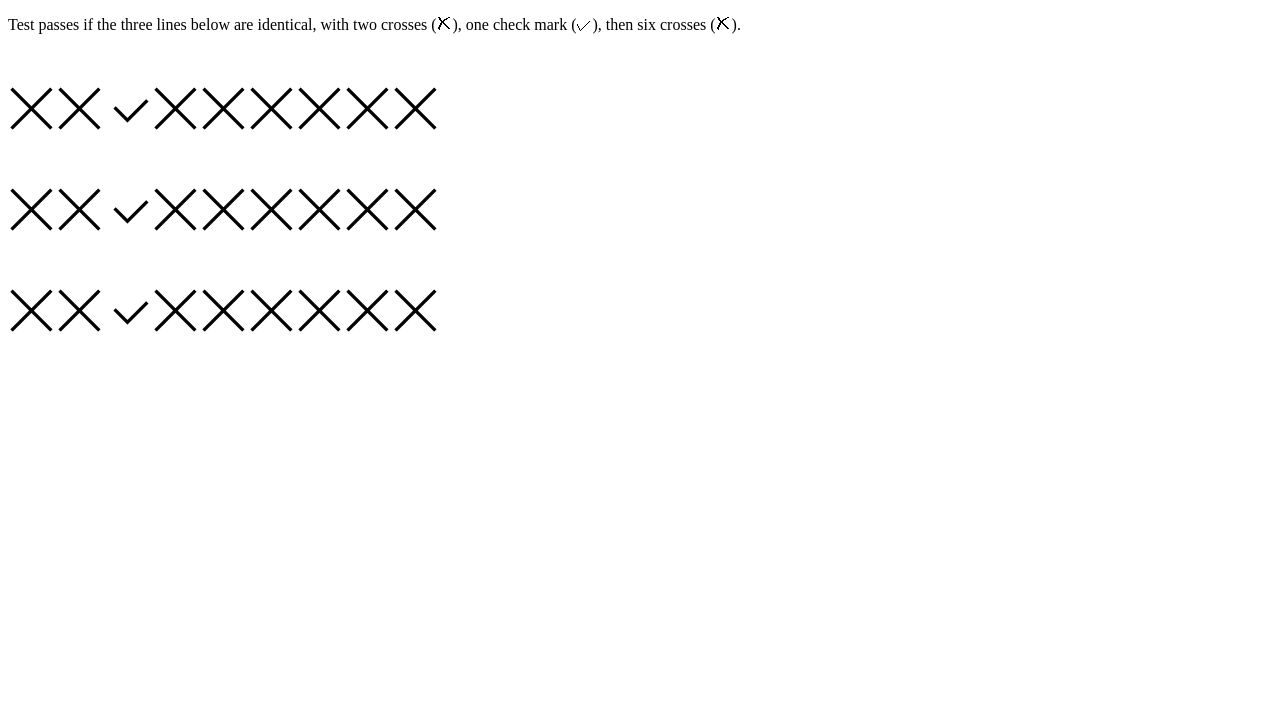 Test passes if the three lines below are identical, with two crosses (✗), one check mark (✓), then six crosses (✗).
✗✗✓✗✗✗✗✗✗
✗✗✓✗✗✗✗✗✗
✗✗✓✗✗✗✗✗✗